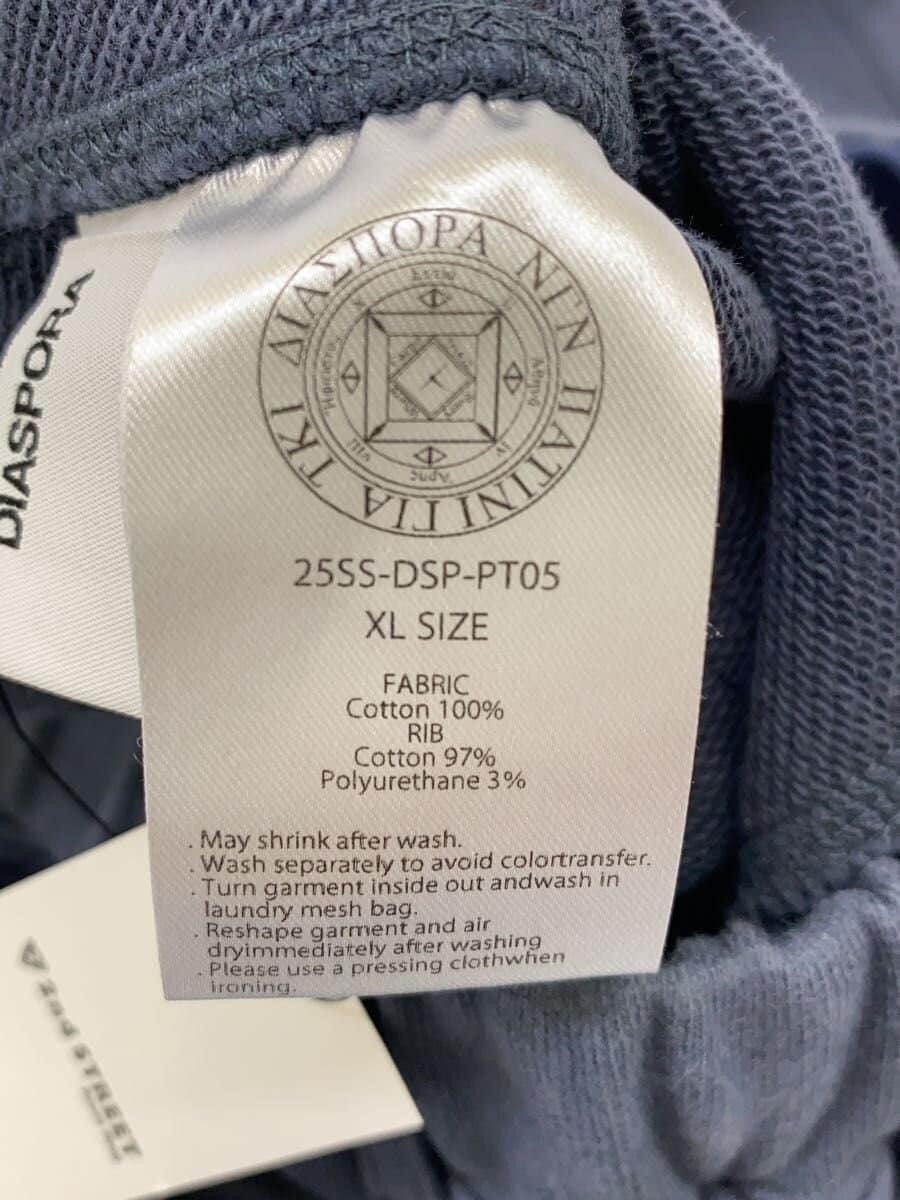 ΔΙΑΣΠΟΡΑ ΝΓΝ ΠΑΤΙΝΙΓΙΑ ΤΚΙ
DIASPORA
25SS-DSP-PT05
XL SIZE
FABRIC
Cotton 100%
RIB
Cotton 97%
Polyurethane 3%
. May shrink after wash.
. Wash separately to avoid colortransfer.
. Turn garment inside out andwash in
laundry mesh bag.
. Reshape garment and air
dryimmediately after washing
. Please use a pressing clothwhen
ironing.
2nd STREET